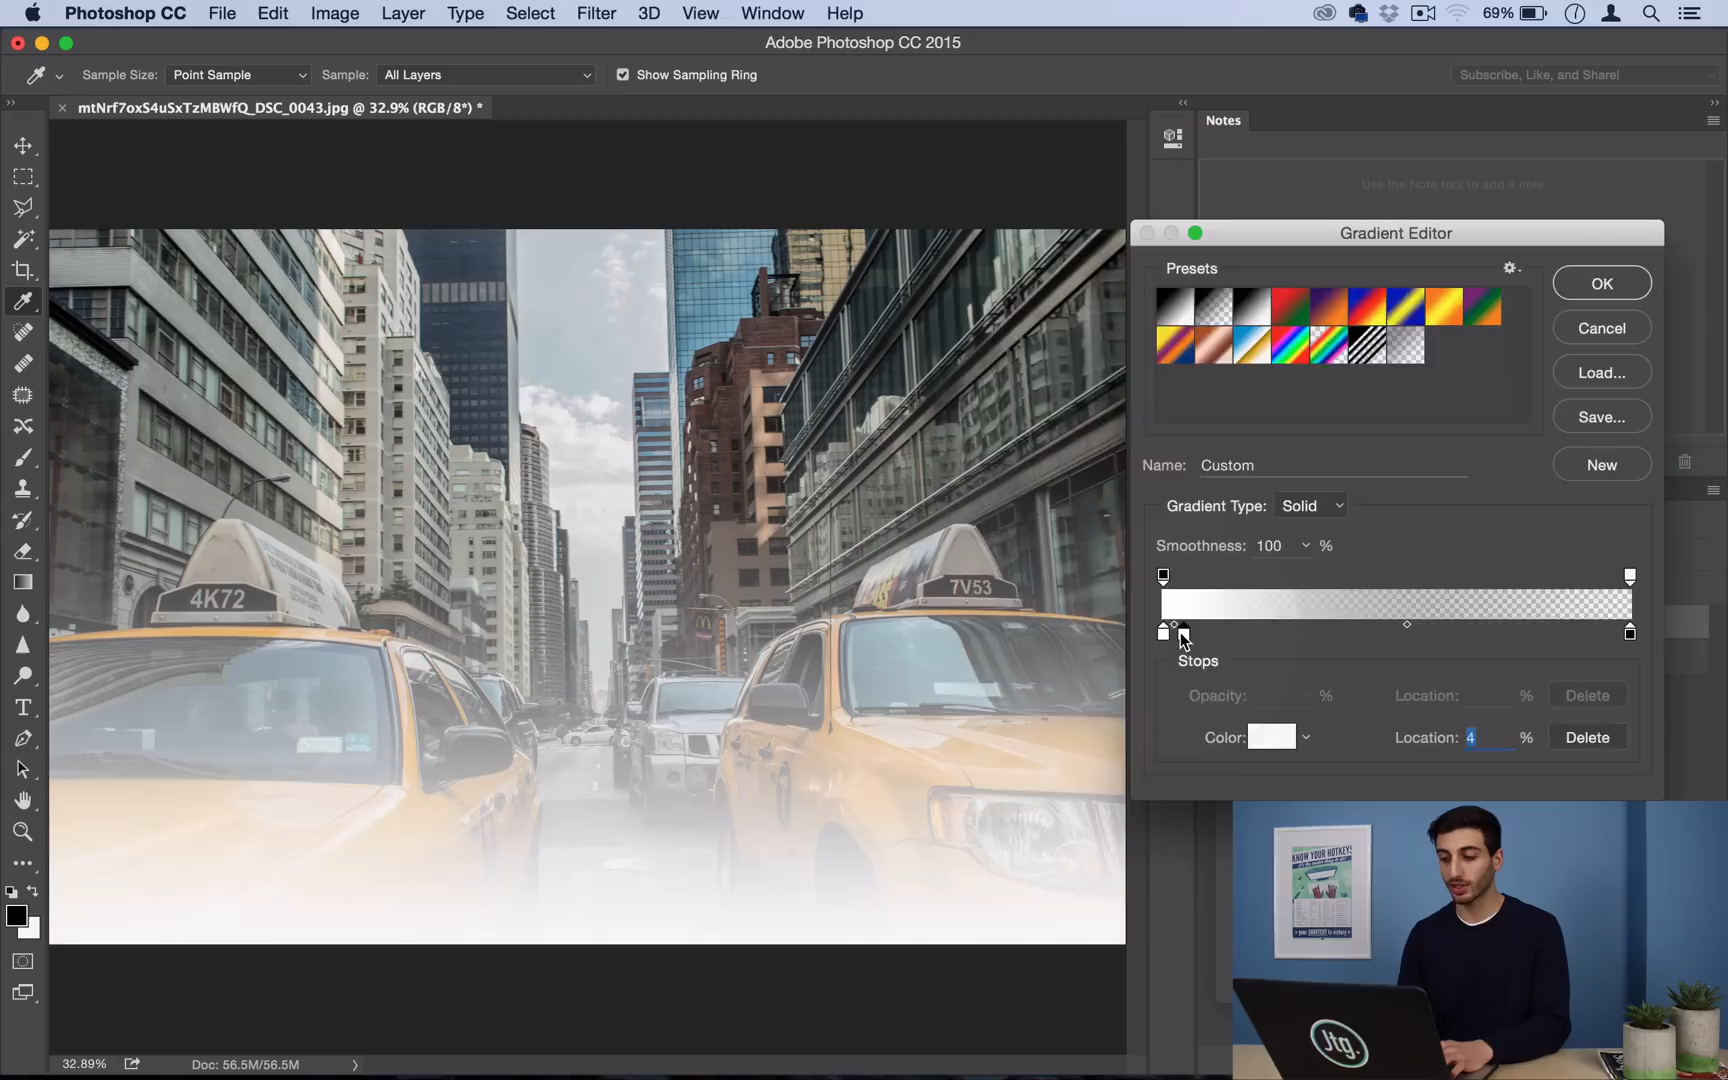 Photoshop CC File Edit Image Layer Type Select Filter 3D View Window Help 69%
Adobe Photoshop CC 2015
Sample Size: Point Sample Sample: All Layers Show Sampling Ring Subscribe, Like, and Share!
mtNrf7oxS4uSxTzMBWfQ_DSC_0043.jpg @ 32.9% (RGB/8*) *
Notes
Use the Note tool to add a note
Gradient Editor
Presets
OK
Cancel
Load...
Save...
Name: Custom
New
Gradient Type: Solid
Smoothness: 100 %
Stops
Opacity: % Location: % Delete
Color: Location: 4 % Delete
4K72
7V53
KNOW YOUR HOTKEYS
Jtg.
32.89% Doc: 56.5M/56.5M